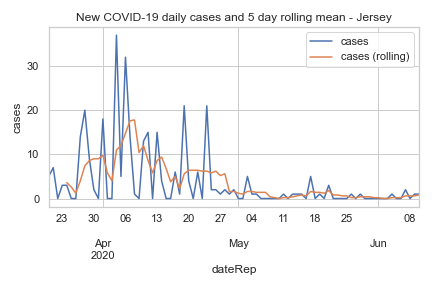 New COVID-19 daily cases and 5 day rolling mean - Jersey
cases
cases (rolling)
cases
30
20
10
0
23 30 06 13 20 27 04 11 18 25 08
Apr May Jun
2020
dateRep